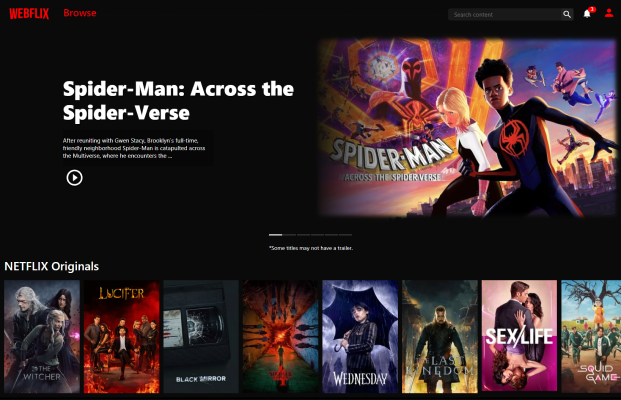 WEBFLIX Browse Search content 3
Spider-Man: Across the
Spider-Verse
After reuniting with Gwen Stacy, Brooklyn's full-time,
friendly neighborhood Spider-Man is catapulted across
the Multiverse, where he encounters the ...
SPIDER-MAN
ACROSS THE SPIDER-VERSE
*Some titles may not have a trailer.
NETFLIX Originals
THE WITCHER
LUCIFER
BLACK MIRROR
WEDNESDAY
THE LAST KINGDOM
SEX/LIFE
SQUID GAME